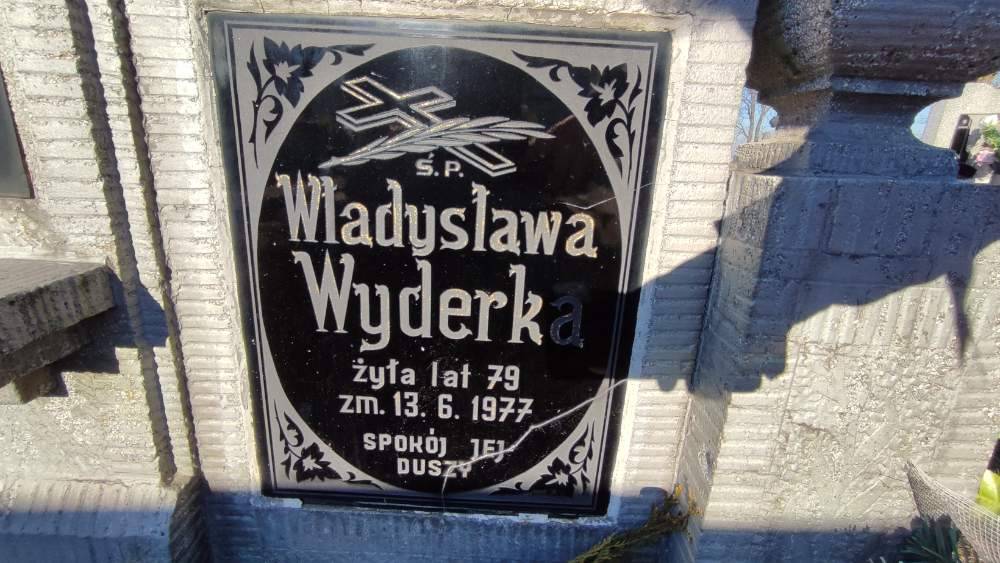 Ś.P.
Władysława
Wyderka
żyła lat 79
zm. 13. 6. 1977
SPOKÓJ JEJ
DUSZY